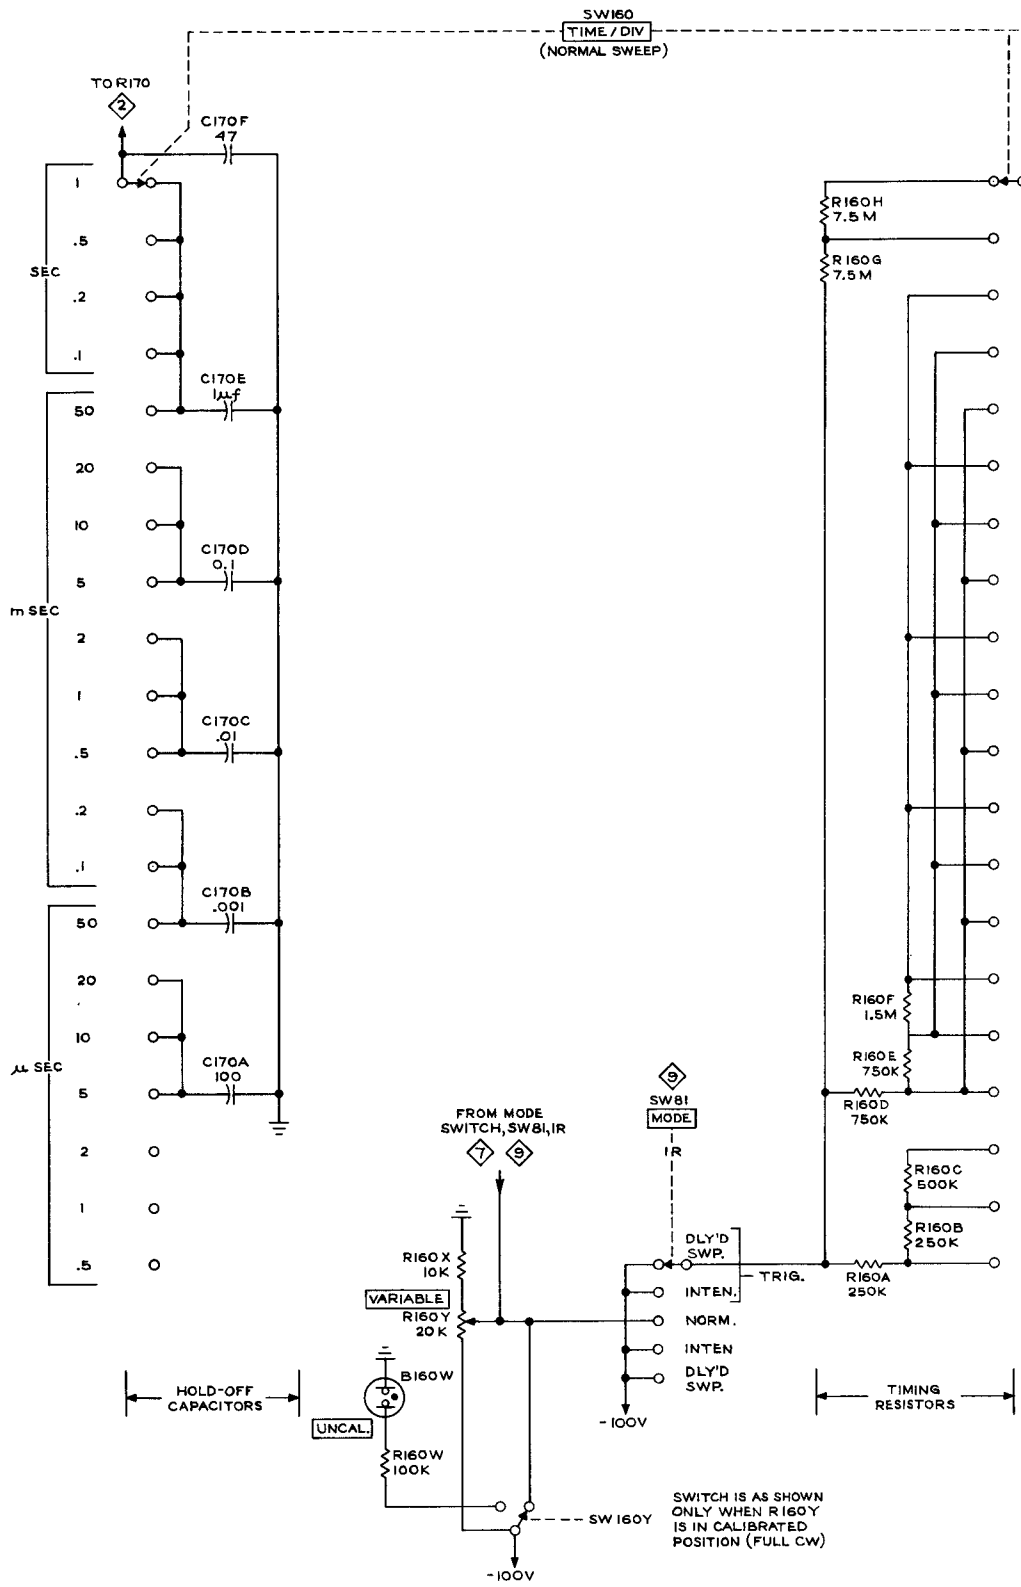 SW160
TIME/DIV
(NORMAL SWEEP)
TO R170
2
C170F
47
1
.5
SEC
.2
.1
C170E
1µf
50
20
10
C170D
0.1
5
m SEC
2
1
C170C
.01
.5
.2
.1
C170B
.001
50
20
10
µ SEC
C170A
100
5
2
1
.5
R160H
7.5M
R160G
7.5M
R160F
1.5M
R160E
750K
R160D
750K
R160C
500K
R160B
250K
R160A
250K
FROM MODE
SWITCH, SW81, 1R
7 9
9
SW81
MODE
1R
R160X
10K
VARIABLE
R160Y
20K
DLY'D
SWP.
TRIG.
INTEN.
NORM.
INTEN
DLY'D
SWP.
-100V
B160W
UNCAL.
R160W
100K
HOLD-OFF
CAPACITORS
TIMING
RESISTORS
SW160Y
SWITCH IS AS SHOWN
ONLY WHEN R160Y
IS IN CALIBRATED
POSITION (FULL CW)
-100V